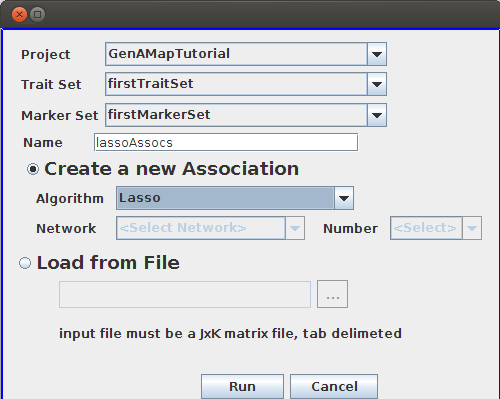 Project GenAMapTutorial
Trait Set firstTraitSet
Marker Set firstMarkerSet
Name lassoAssocs
Create a new Association
Algorithm Lasso
Network <Select Network> Number <Select>
Load from File
...
input file must be a JxK matrix file, tab delimeted
Run Cancel